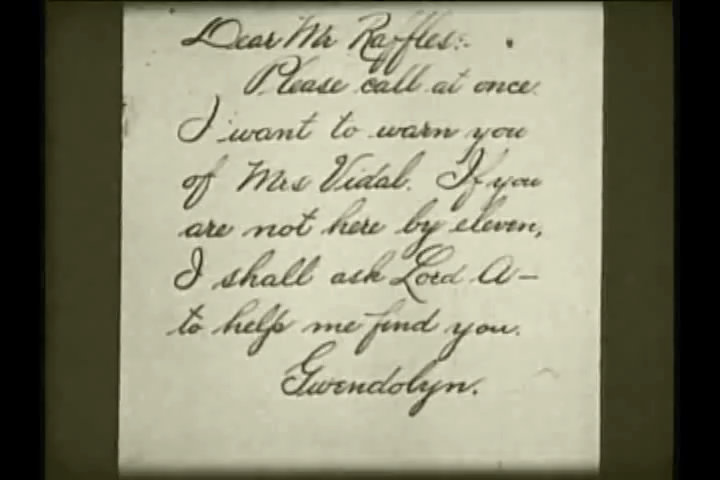 Dear Mr Raffles:-
Please call at once.
I want to warn you
of Mrs Vidal. If you
are not here by eleven,
I shall ask Lord A—
to help me find you.
Gwendolyn.